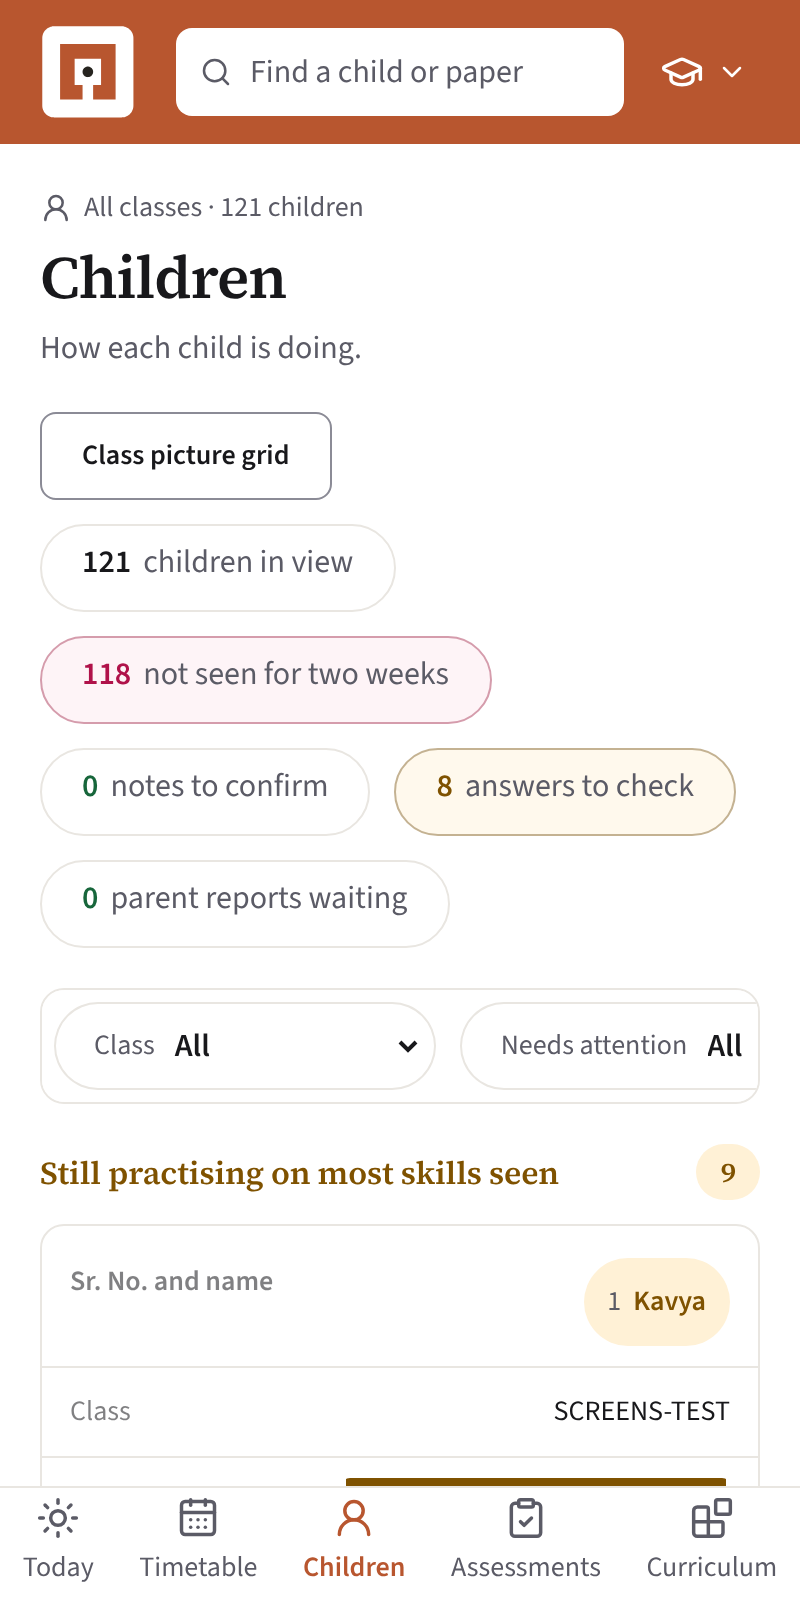 Find a child or paper
All classes · 121 children
Children
How each child is doing.
Class picture grid
121 children in view
118 not seen for two weeks
0 notes to confirm
8 answers to check
0 parent reports waiting
Class All
Needs attention All
Still practising on most skills seen 9
Sr. No. and name 1 Kavya
Class SCREENS-TEST
Today Timetable Children Assessments Curriculum